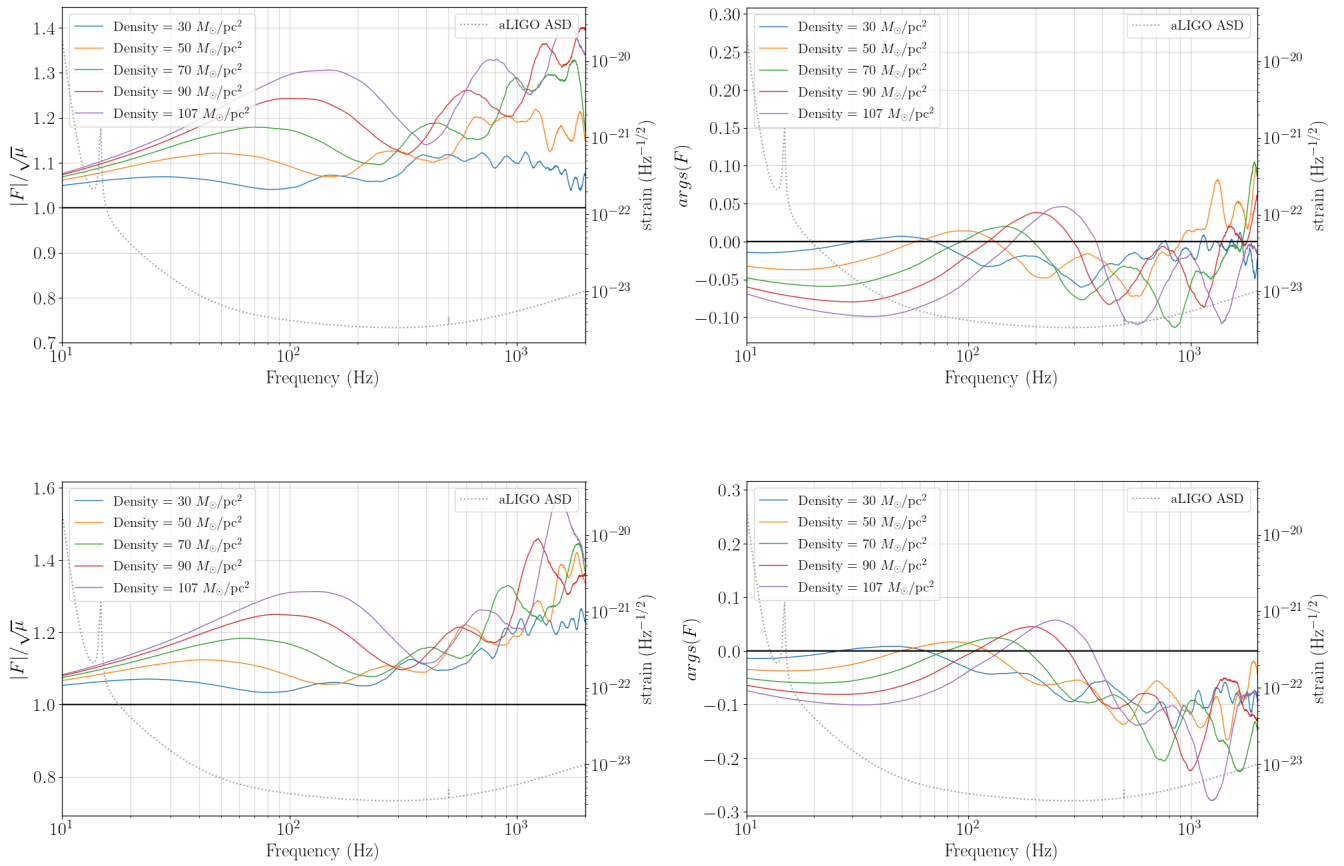 1.4
1.3
1.2
1.1
1.0
0.9
0.8
0.7
|F|/√μ
Density = 30 M⊙/pc²
Density = 50 M⊙/pc²
Density = 70 M⊙/pc²
Density = 90 M⊙/pc²
Density = 107 M⊙/pc²
aLIGO ASD
10⁻²⁰
10⁻²¹
10⁻²²
10⁻²³
strain (Hz⁻¹/²)
10¹
10²
10³
Frequency (Hz)
0.30
0.25
0.20
0.15
0.10
0.05
0.00
−0.05
−0.10
args(F)
Density = 30 M⊙/pc²
Density = 50 M⊙/pc²
Density = 70 M⊙/pc²
Density = 90 M⊙/pc²
Density = 107 M⊙/pc²
aLIGO ASD
10⁻²⁰
10⁻²¹
10⁻²²
10⁻²³
strain (Hz⁻¹/²)
10¹
10²
10³
Frequency (Hz)
1.6
1.4
1.2
1.0
0.8
|F|/√μ
Density = 30 M⊙/pc²
Density = 50 M⊙/pc²
Density = 70 M⊙/pc²
Density = 90 M⊙/pc²
Density = 107 M⊙/pc²
aLIGO ASD
10⁻²⁰
10⁻²¹
10⁻²²
10⁻²³
strain (Hz⁻¹/²)
10¹
10²
10³
Frequency (Hz)
0.3
0.2
0.1
0.0
−0.1
−0.2
−0.3
args(F)
Density = 30 M⊙/pc²
Density = 50 M⊙/pc²
Density = 70 M⊙/pc²
Density = 90 M⊙/pc²
Density = 107 M⊙/pc²
aLIGO ASD
10⁻²⁰
10⁻²¹
10⁻²²
10⁻²³
strain (Hz⁻¹/²)
10¹
10²
10³
Frequency (Hz)